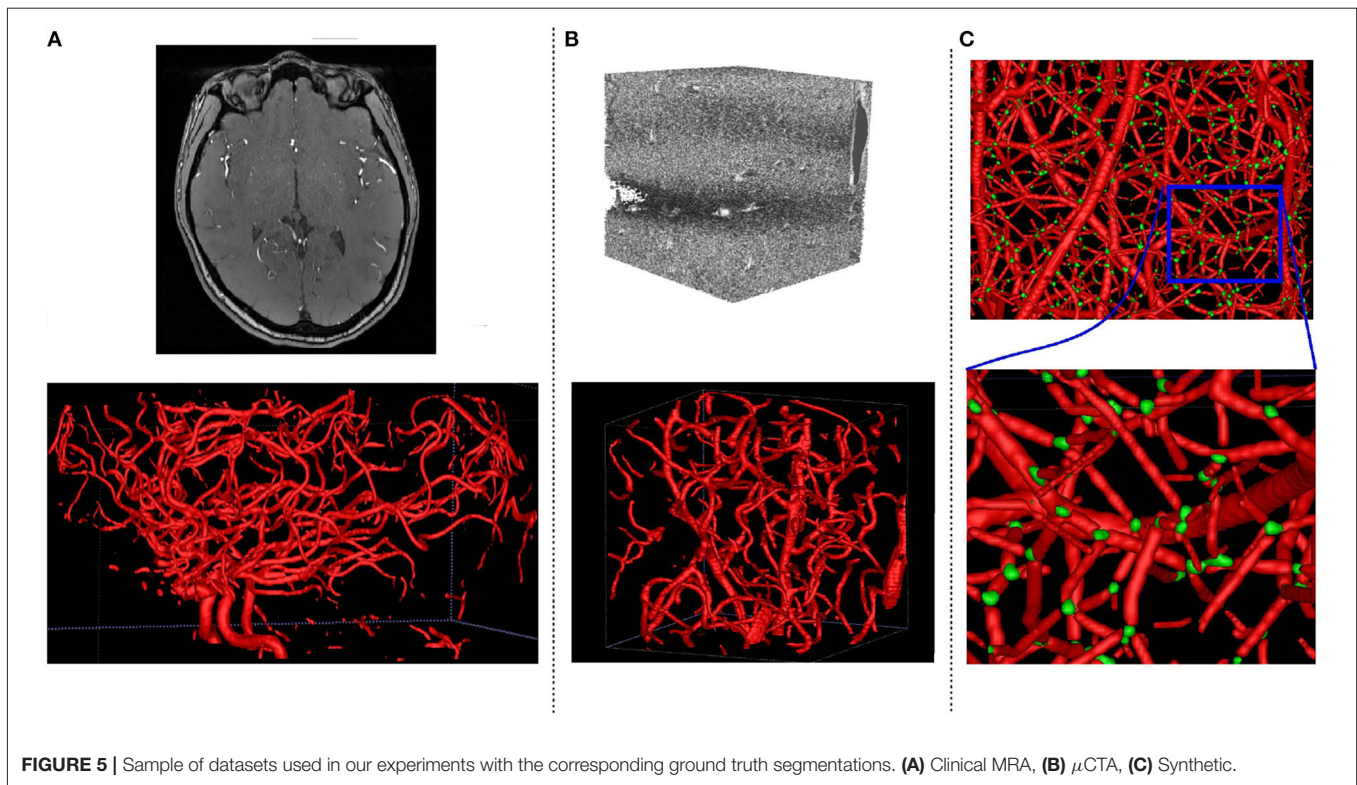 A
B
C
FIGURE 5 | Sample of datasets used in our experiments with the corresponding ground truth segmentations. (A) Clinical MRA, (B) μCTA, (C) Synthetic.